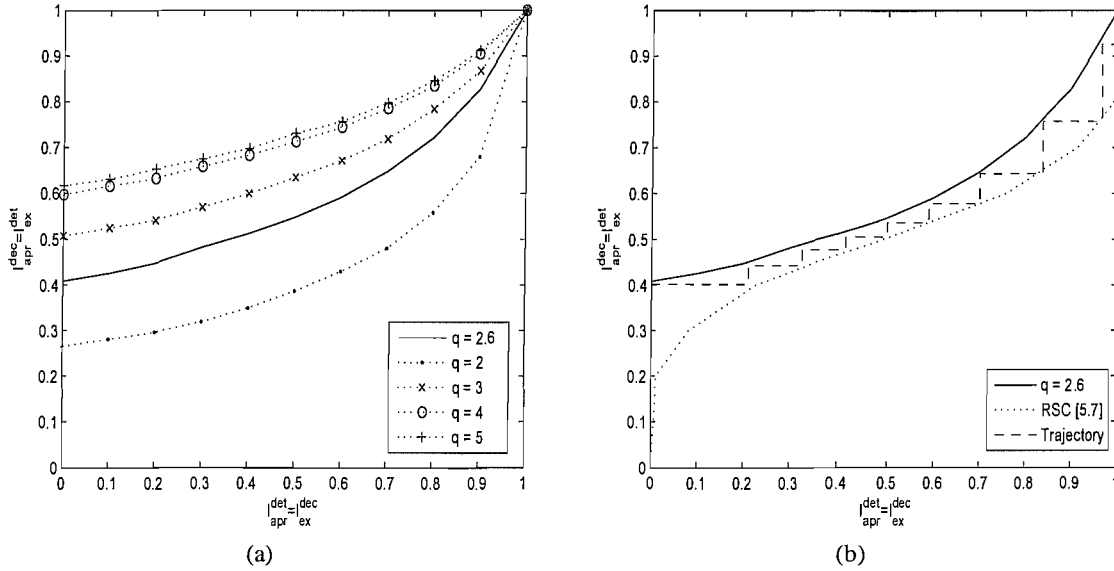 1
0.9
0.8
0.7
0.6
0.5
0.4
0.3
0.2
0.1
0
I^dec_apr=I^det_ex
0 0.1 0.2 0.3 0.4 0.5 0.6 0.7 0.8 0.9 1
I^det_apr=I^dec_ex
q = 2.6
q = 2
q = 3
q = 4
q = 5
(a)
1
0.9
0.8
0.7
0.6
0.5
0.4
0.3
0.2
0.1
0
I^dec_apr=I^det_ex
0 0.1 0.2 0.3 0.4 0.5 0.6 0.7 0.8 0.9 1
I^det_apr=I^dec_ex
q = 2.6
RSC [5.7]
Trajectory
(b)